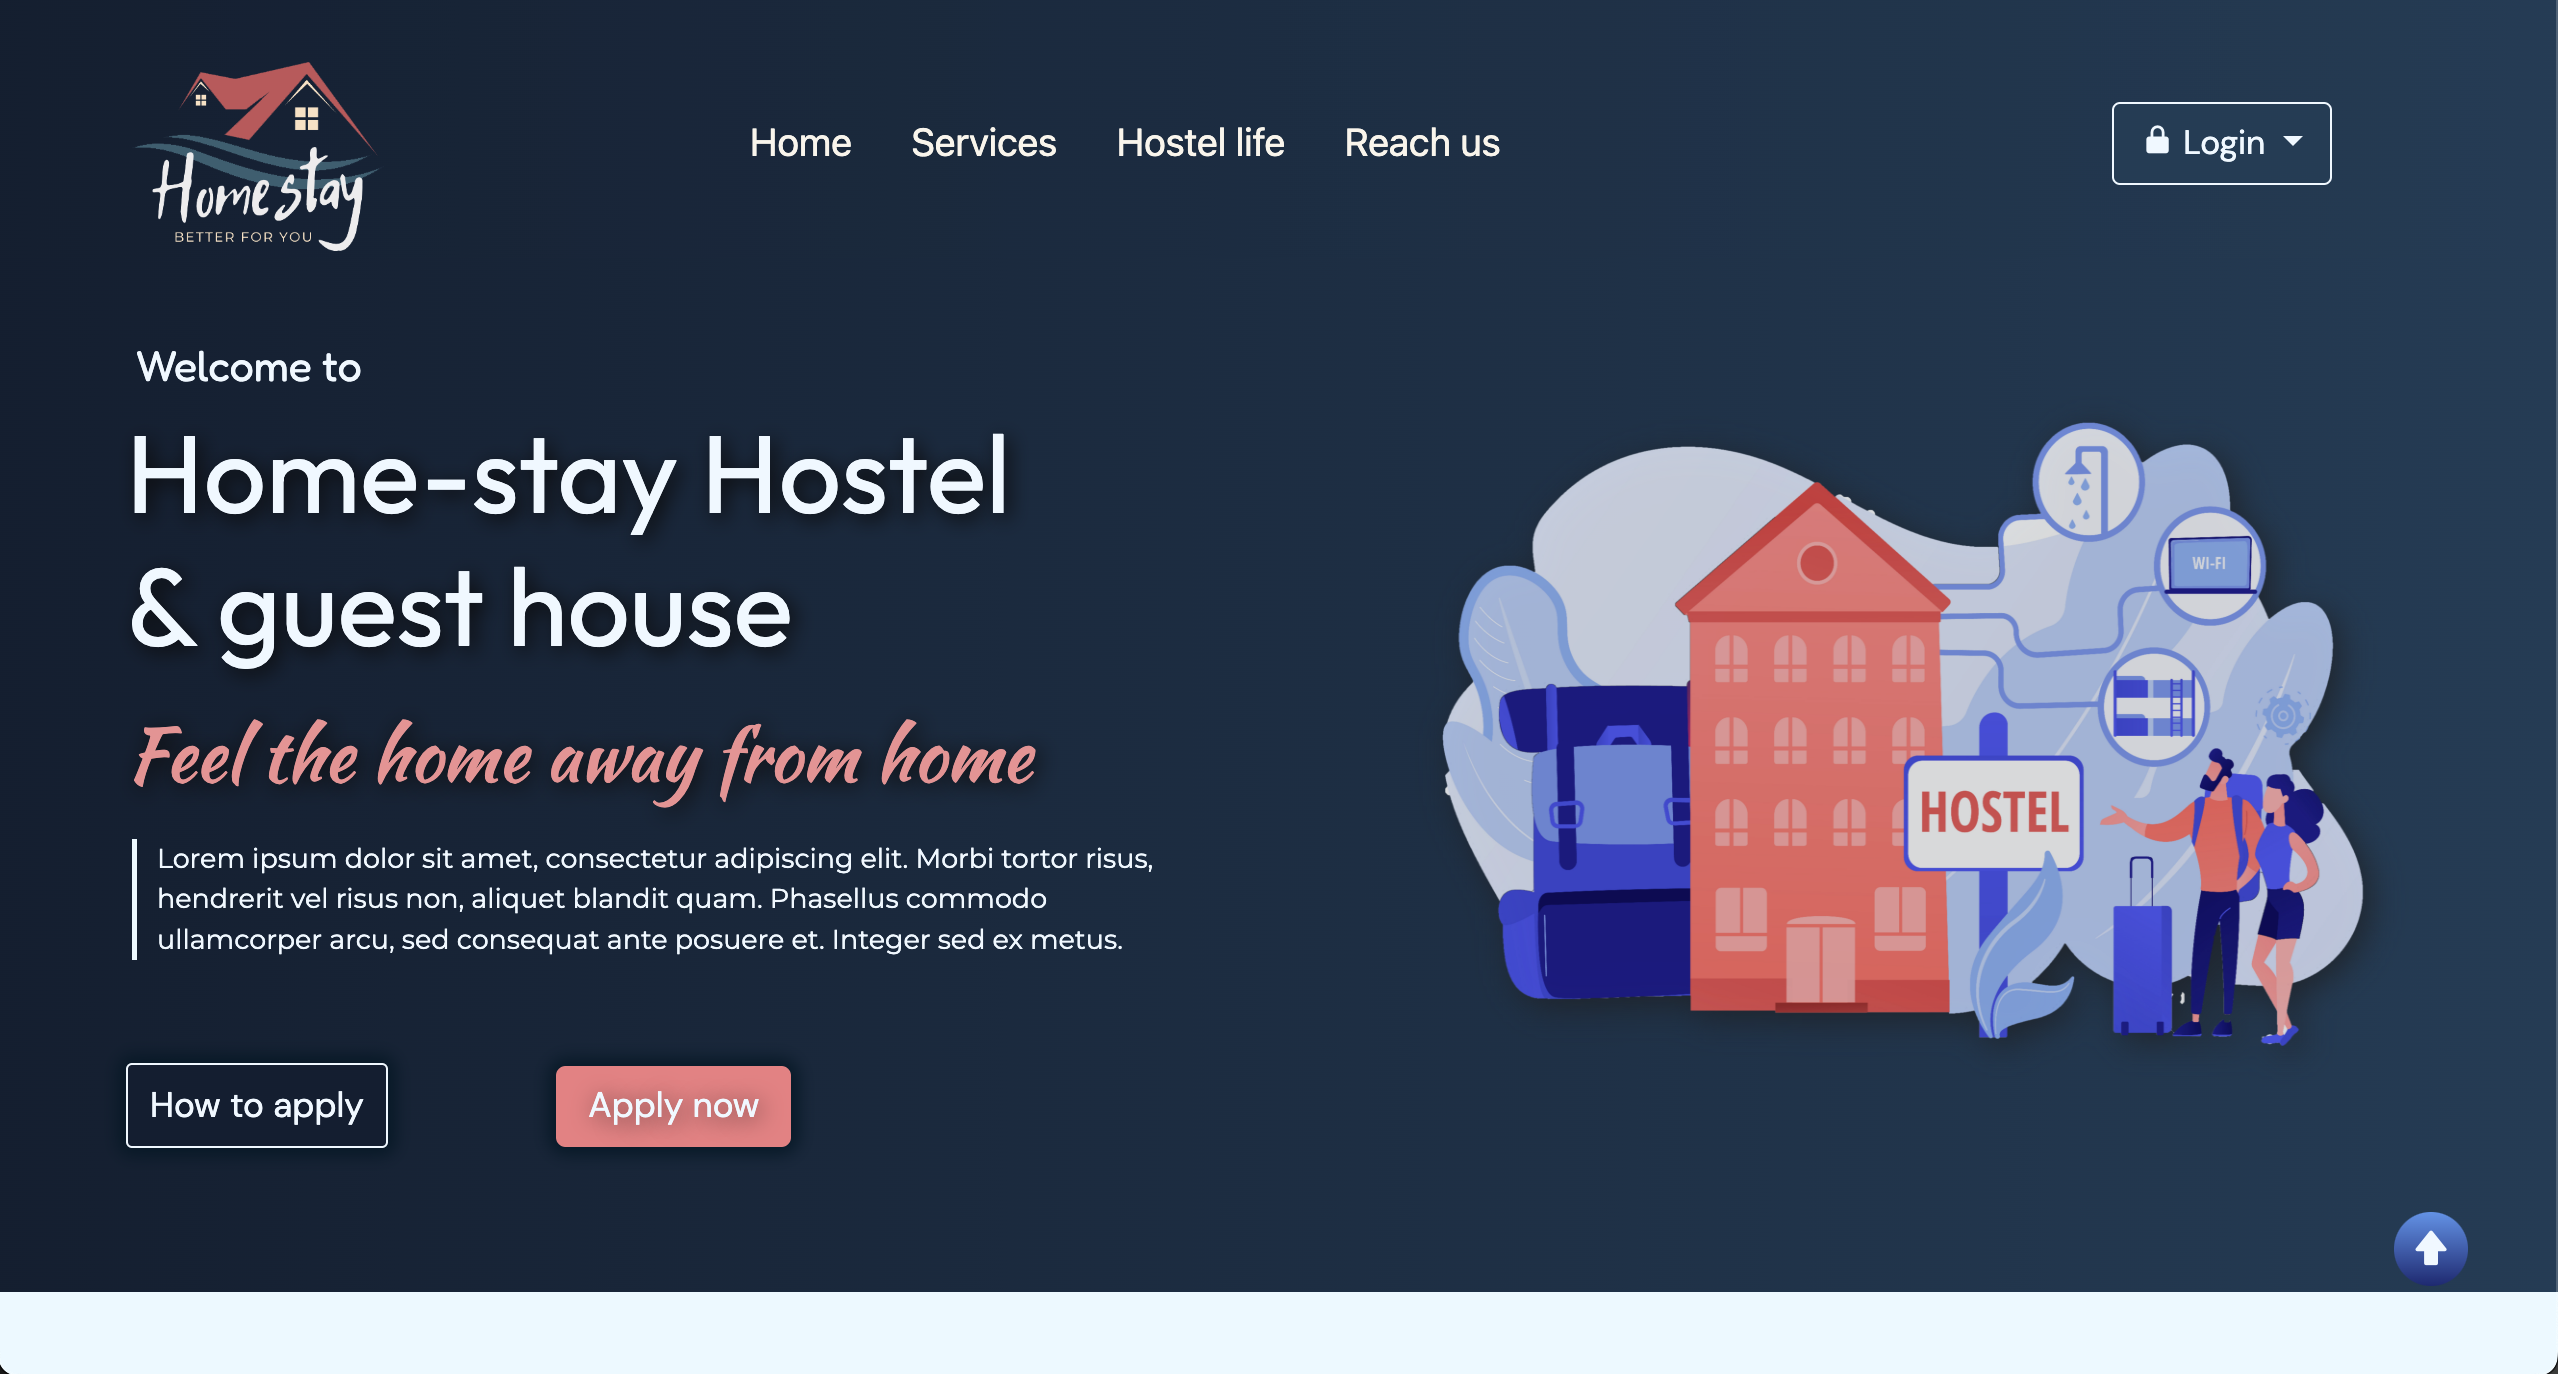 Home stay
BETTER FOR YOU
Home Services Hostel life Reach us
Login
Welcome to
Home-stay Hostel
& guest house
Feel the home away from home
Lorem ipsum dolor sit amet, consectetur adipiscing elit. Morbi tortor risus,
hendrerit vel risus non, aliquet blandit quam. Phasellus commodo
ullamcorper arcu, sed consequat ante posuere et. Integer sed ex metus.
How to apply Apply now
WI-FI
HOSTEL